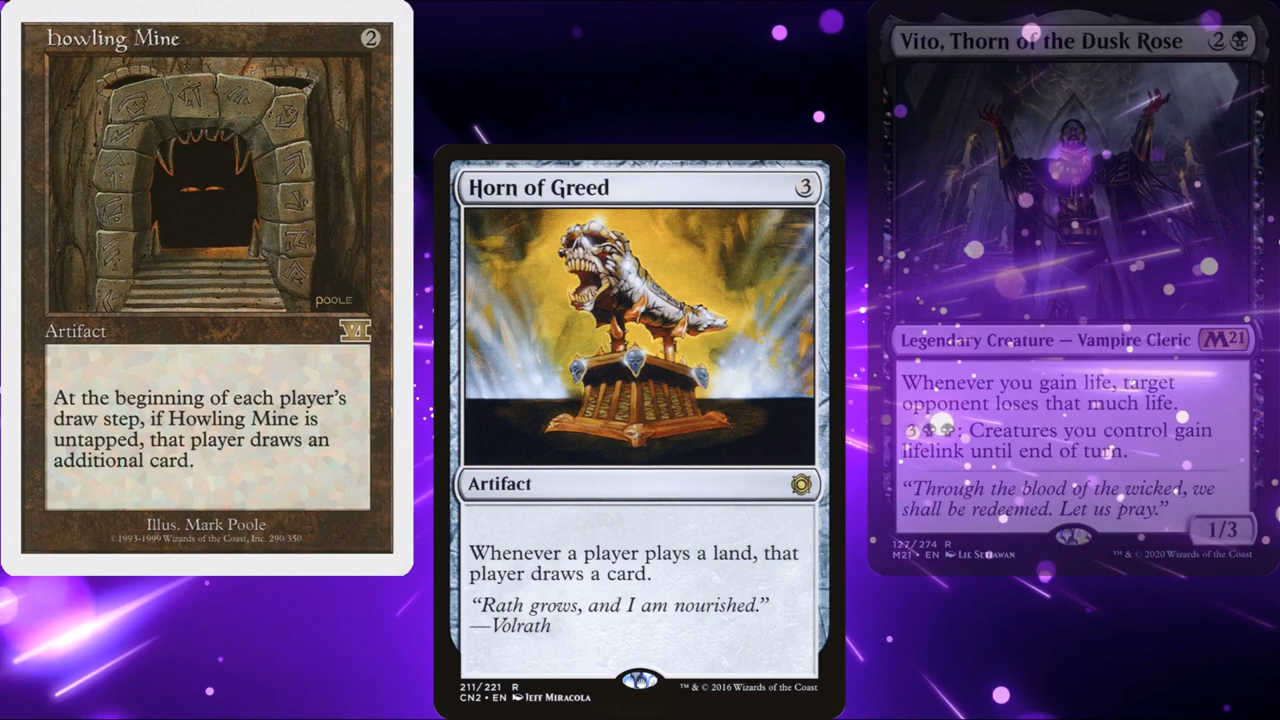 Howling Mine 2
POOLE
Artifact
At the beginning of each player's
draw step, if Howling Mine is
untapped, that player draws an
additional card.
Illus. Mark Poole
©1993-1999 Wizards of the Coast, Inc. 290/350
Horn of Greed 3
Artifact
Whenever a player plays a land, that
player draws a card.
"Rath grows, and I am nourished."
—Volrath
211/221 R
CN2 • EN Jeff Miracola
™ & © 2016 Wizards of the Coast
Vito, Thorn of the Dusk Rose 2
Legendary Creature — Vampire Cleric M21
Whenever you gain life, target
opponent loses that much life.
3 : Creatures you control gain
lifelink until end of turn.
"Through the blood of the wicked, we
shall be redeemed. Let us pray."
1/3
127/274 R
M21 • EN Lie Setiawan
™ & © 2020 Wizards of the Coast